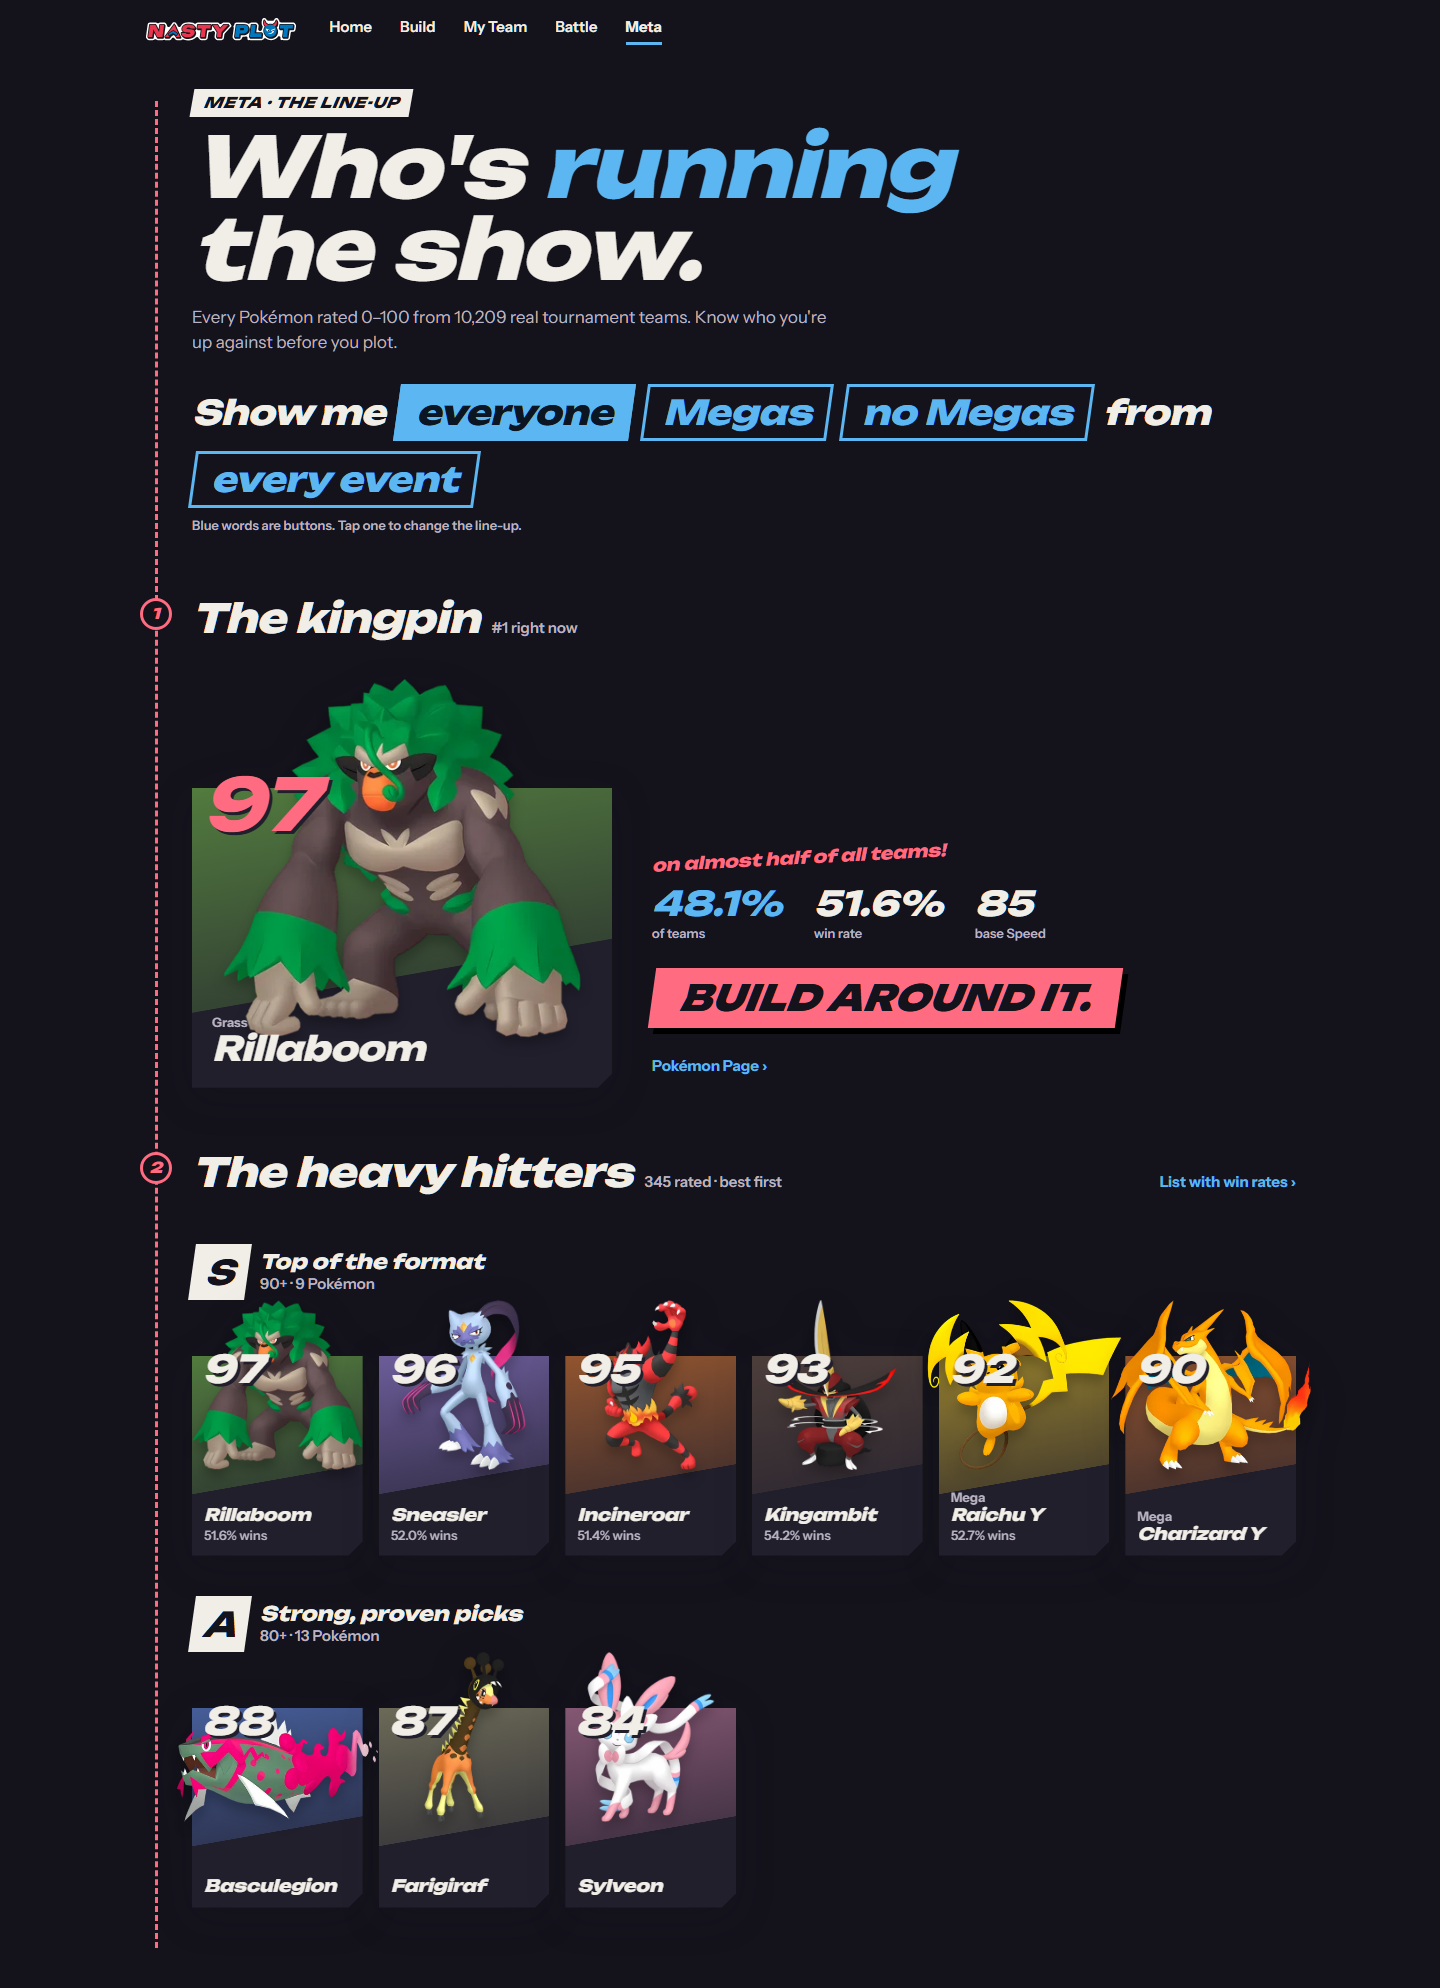 NASTY PLOT Home Build My Team Battle Meta
META · THE LINE-UP
Who's running
the show.
Every Pokémon rated 0–100 from 10,209 real tournament teams. Know who you're
up against before you plot.
Show me everyone Megas no Megas from
every event
Blue words are buttons. Tap one to change the line-up.
1 The kingpin #1 right now
97
on almost half of all teams!
48.1% 51.6% 85
of teams win rate base Speed
BUILD AROUND IT.
Grass
Rillaboom
Pokémon Page ›
2 The heavy hitters 345 rated · best first List with win rates ›
S Top of the format
90+ · 9 Pokémon
97 96 95 93 92 90
Mega
Rillaboom Sneasler Incineroar Kingambit Raichu Y
Mega
51.6% wins 52.0% wins 51.4% wins 54.2% wins 52.7% wins Charizard Y
A Strong, proven picks
80+ · 13 Pokémon
88 87 84
Basculegion Farigiraf Sylveon